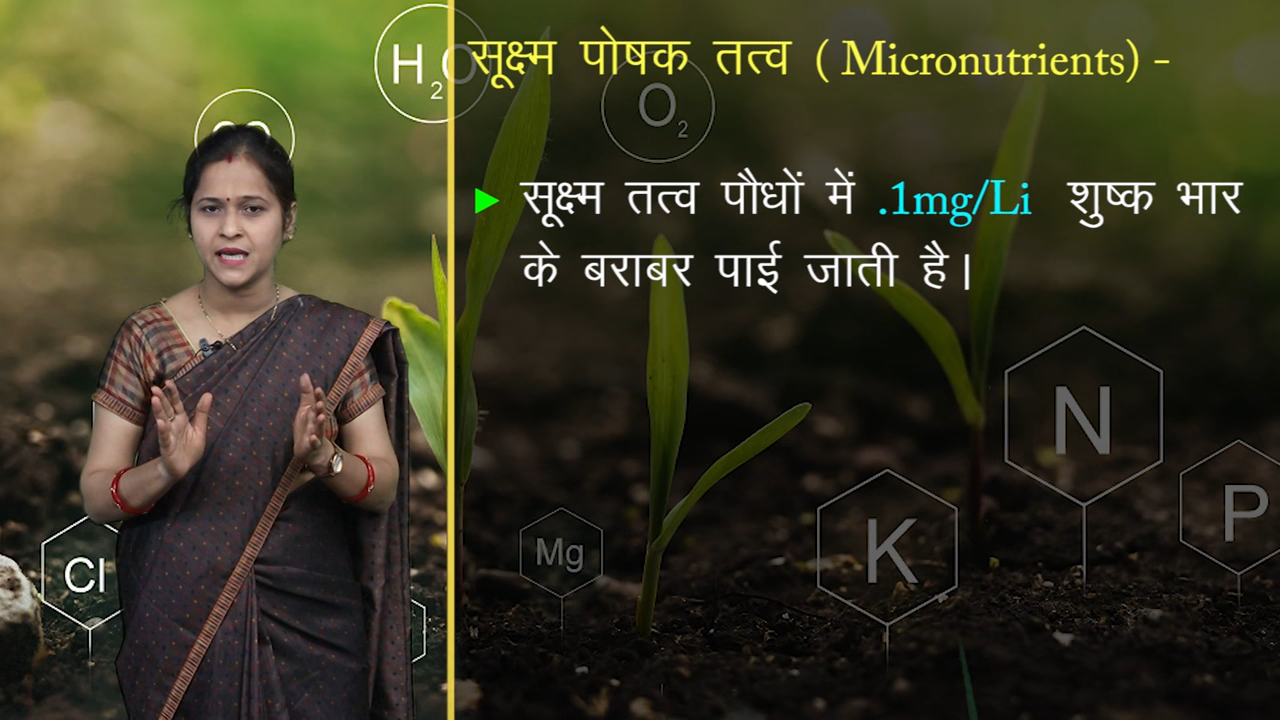 सूक्ष्म पोषक तत्व ( Micronutrients) -
सूक्ष्म तत्व पौधों में .1mg/Li शुष्क भार
के बराबर पाई जाती है।
H2O
O2
N
P
K
Mg
Cl